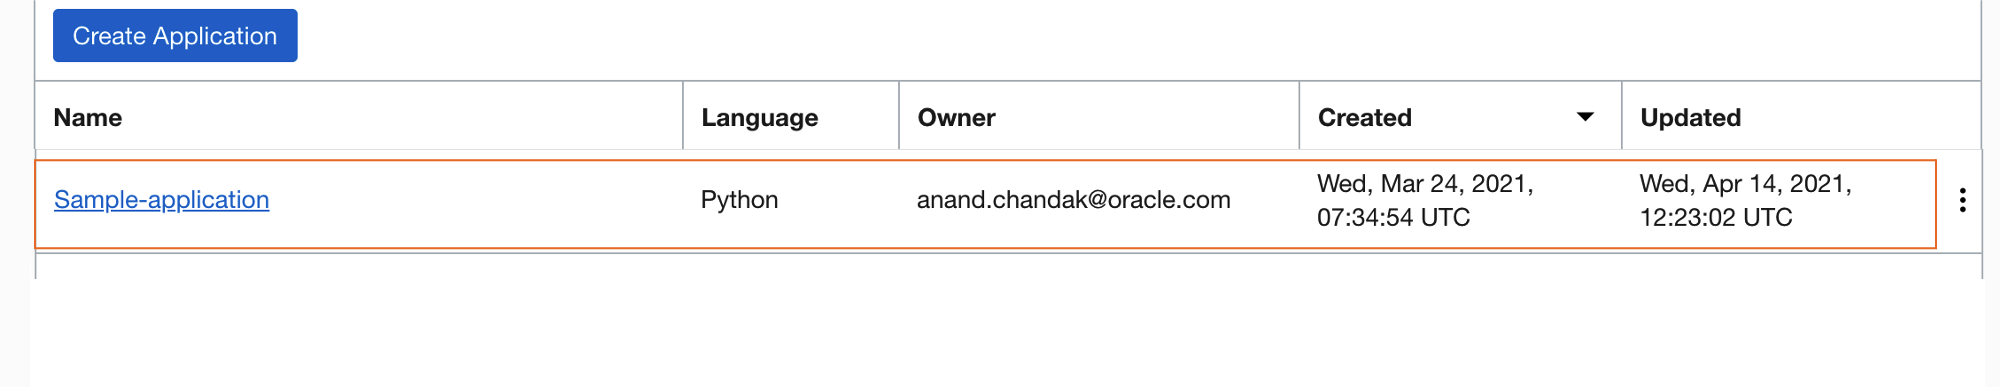 Create Application
Name Language Owner Created Updated
Sample-application Python anand.chandak@oracle.com Wed, Mar 24, 2021, Wed, Apr 14, 2021,
07:34:54 UTC 12:23:02 UTC